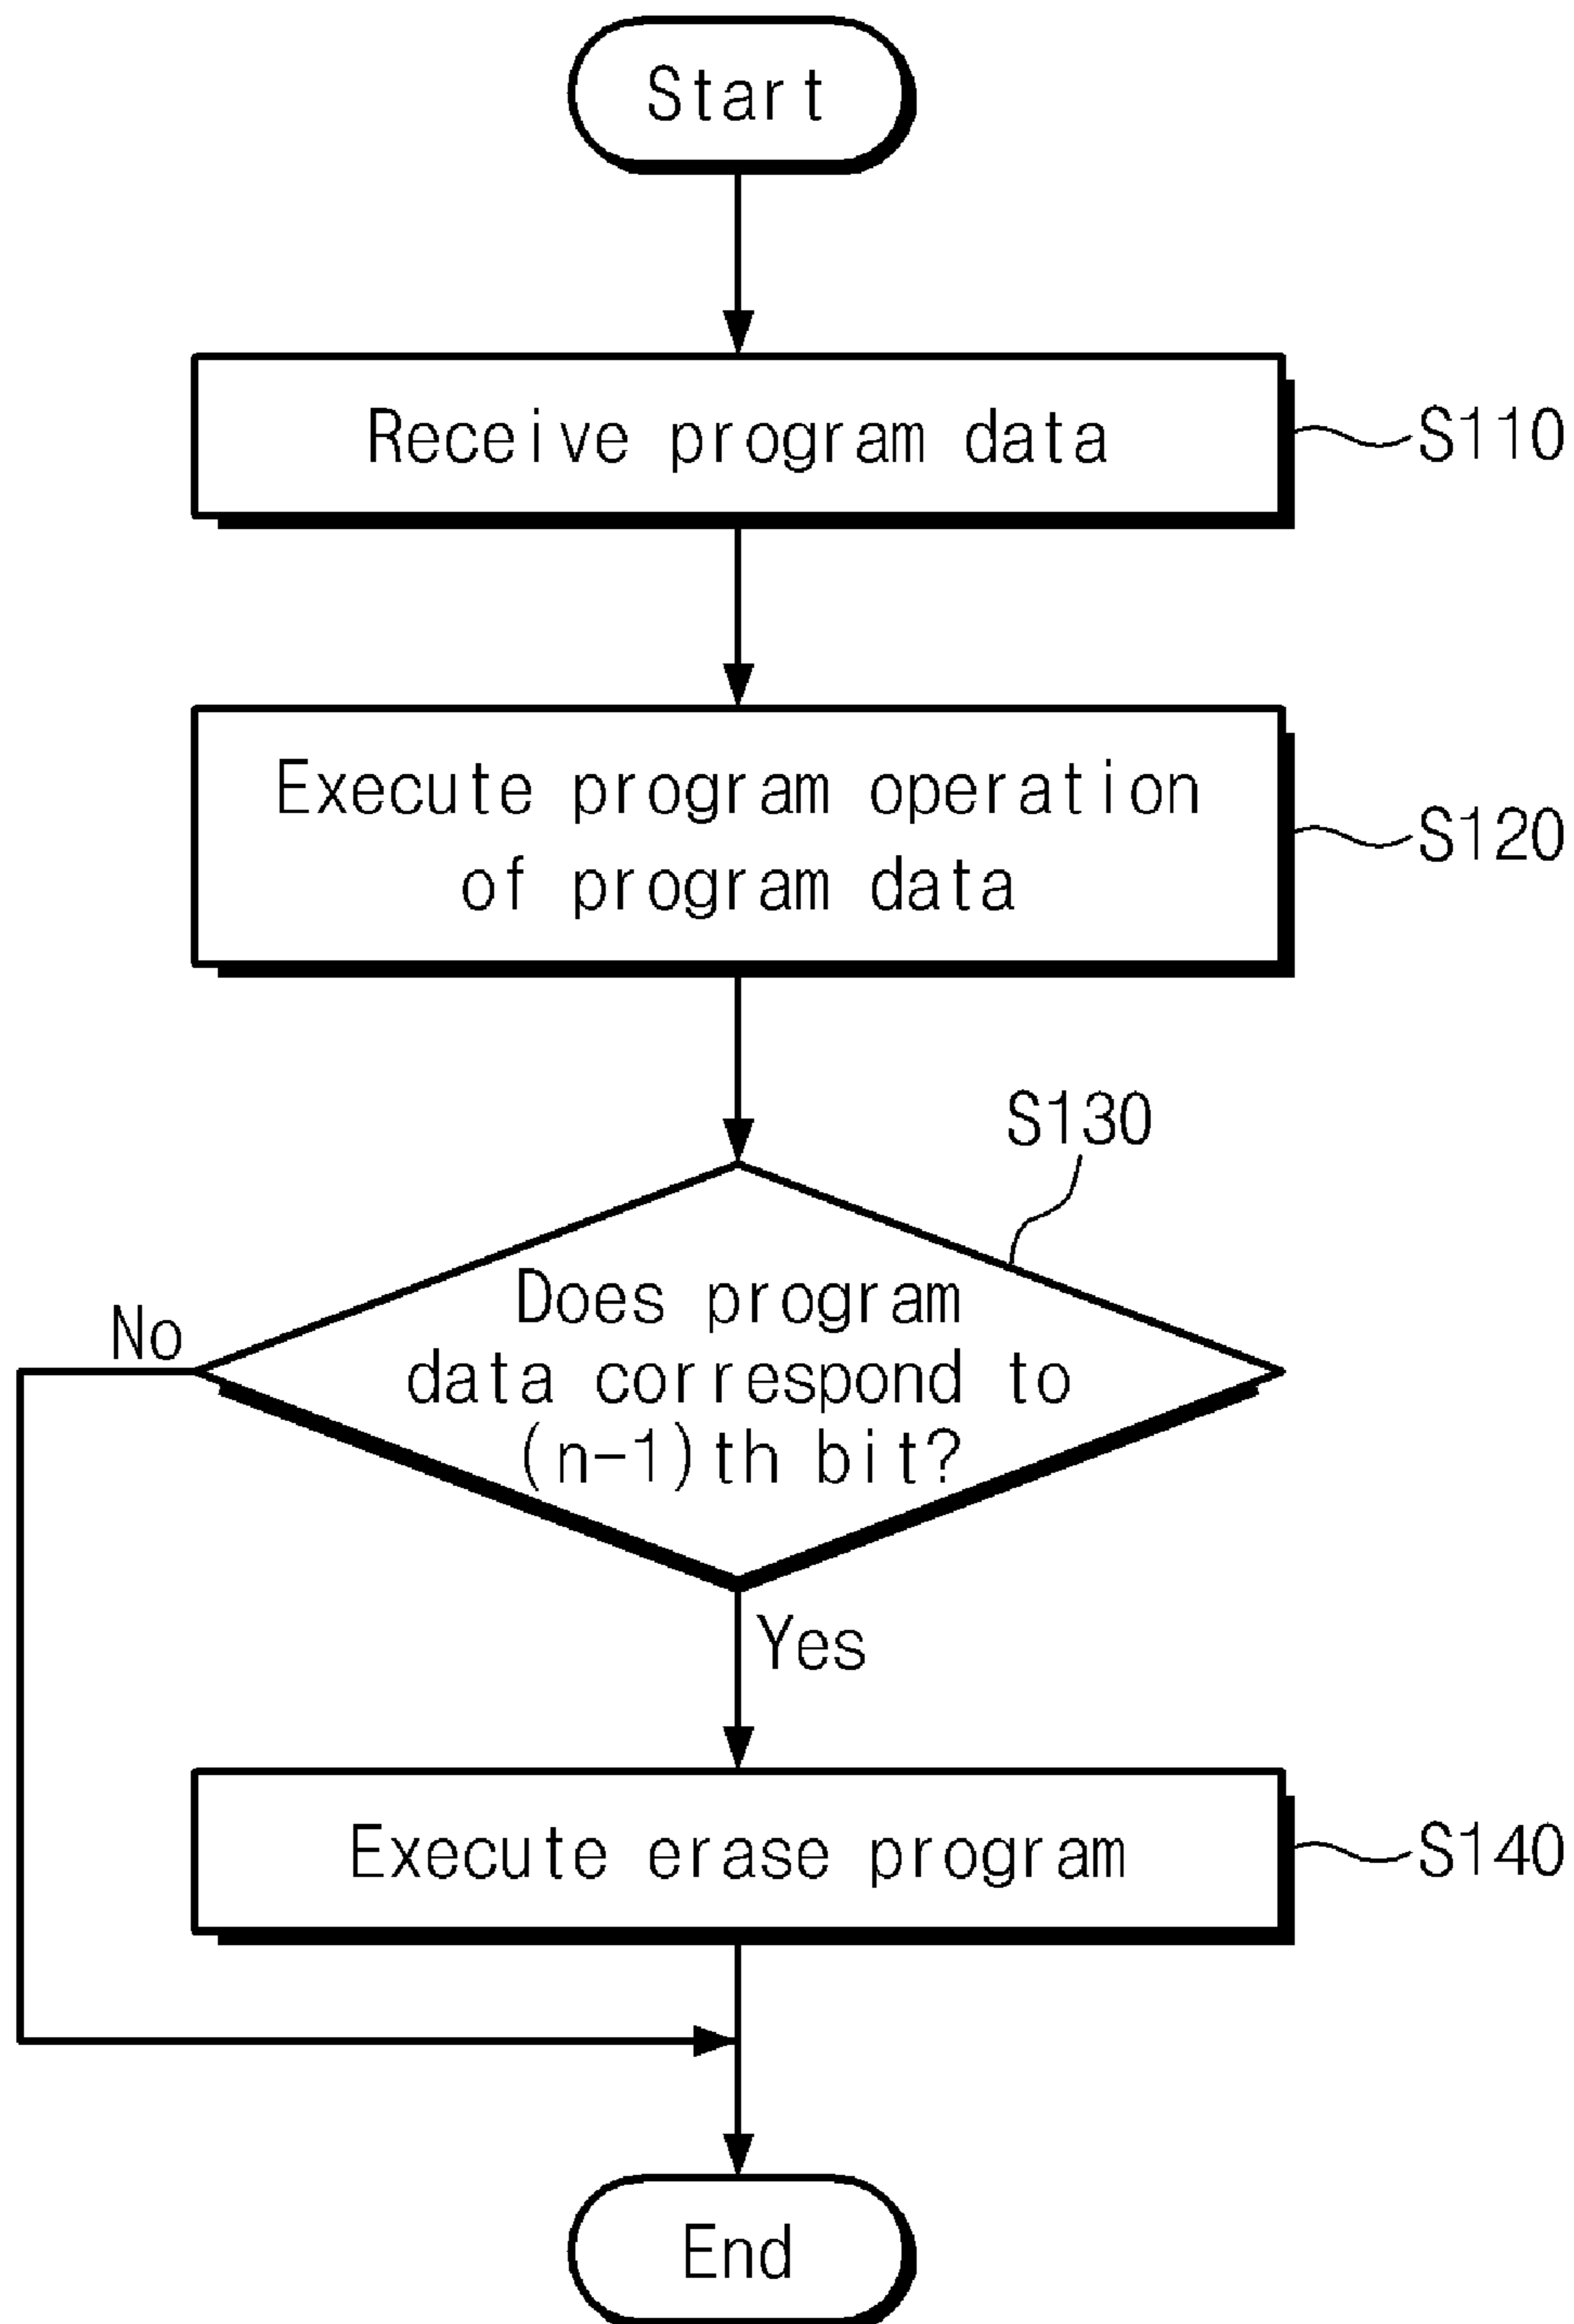 Start
Receive program data
S110
Execute program operation
of program data
S120
S130
Does program
data correspond to
(n-1)th bit?
No
Yes
Execute erase program
S140
End